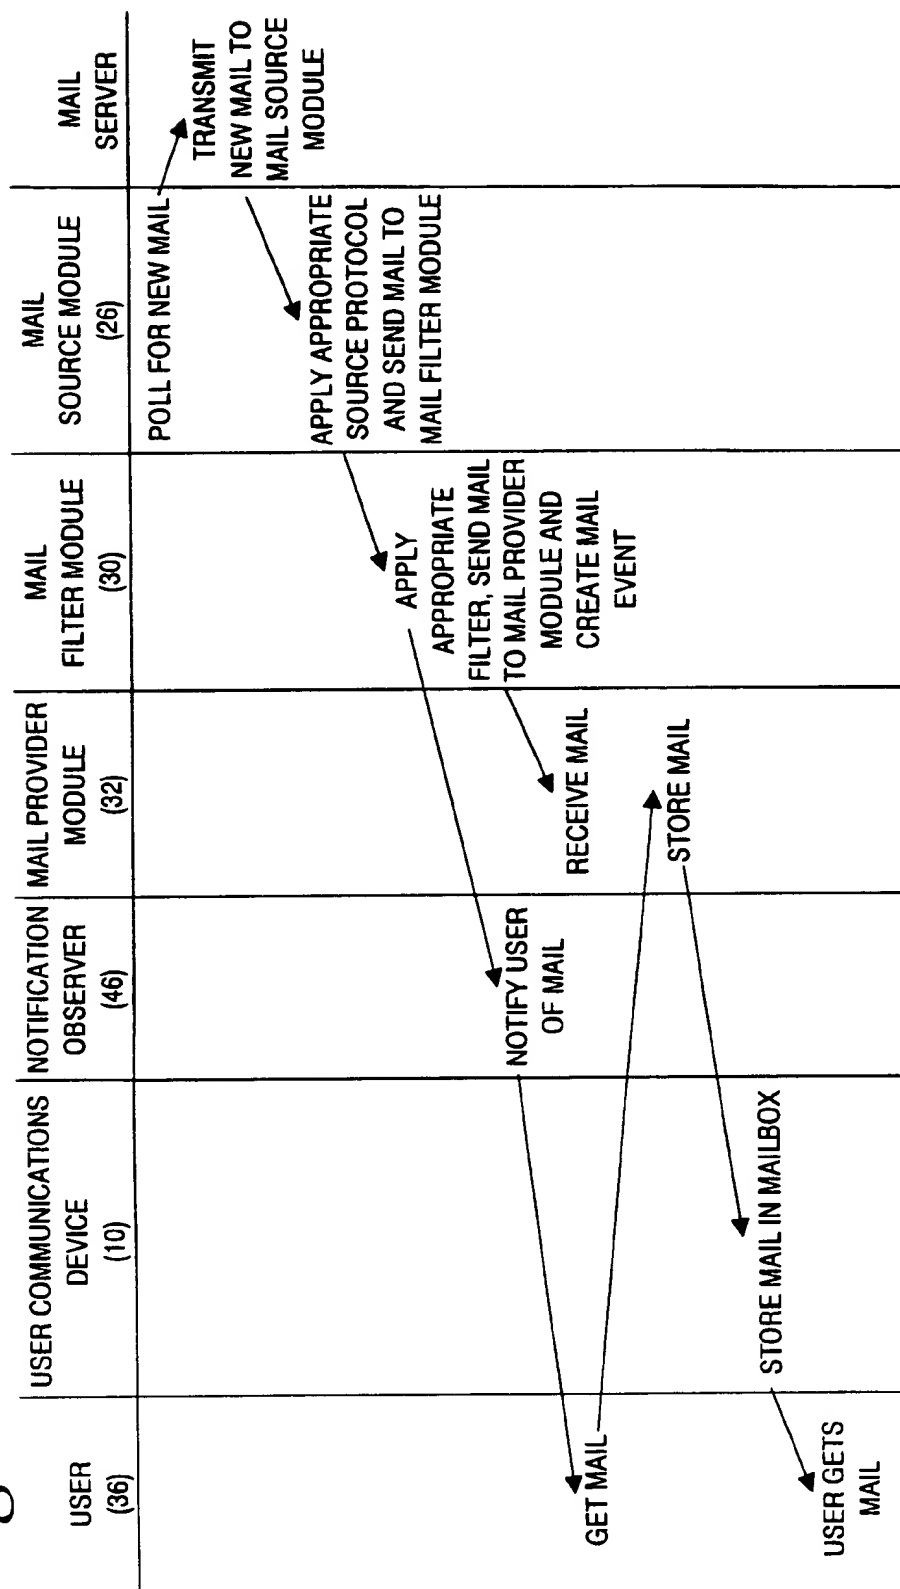 USER
(36)
USER COMMUNICATIONS
DEVICE
(10)
NOTIFICATION
OBSERVER
(46)
MAIL PROVIDER
MODULE
(32)
MAIL
FILTER MODULE
(30)
MAIL
SOURCE MODULE
(26)
MAIL
SERVER
POLL FOR NEW MAIL
TRANSMIT
NEW MAIL TO
MAIL SOURCE
MODULE
APPLY APPROPRIATE
SOURCE PROTOCOL
AND SEND MAIL TO
MAIL FILTER MODULE
APPLY
APPROPRIATE
FILTER, SEND MAIL
TO MAIL PROVIDER
MODULE AND
CREATE MAIL
EVENT
NOTIFY USER
OF MAIL
RECEIVE MAIL
GET MAIL
STORE MAIL
STORE MAIL IN MAILBOX
USER GETS
MAIL